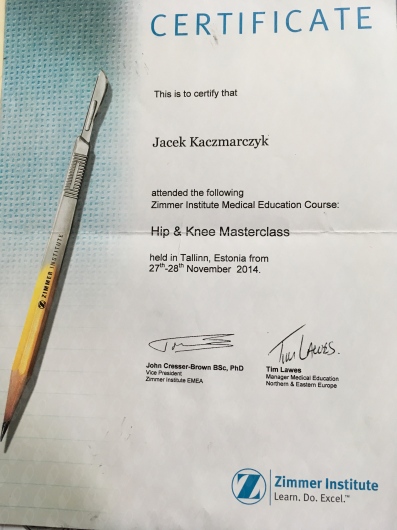 CERTIFICATE
This is to certify that
Jacek Kaczmarczyk
attended the following
Zimmer Institute Medical Education Course:
Hip & Knee Masterclass
held in Tallinn, Estonia from
27th-28th November 2014.
ZIMMER INSTITUTE
TIM LAWES.
John Cresser-Brown BSc, PhD
Vice President
Zimmer Institute EMEA
Tim Lawes
Manager Medical Education
Northern & Eastern Europe
Zimmer Institute
Learn. Do. Excel.™